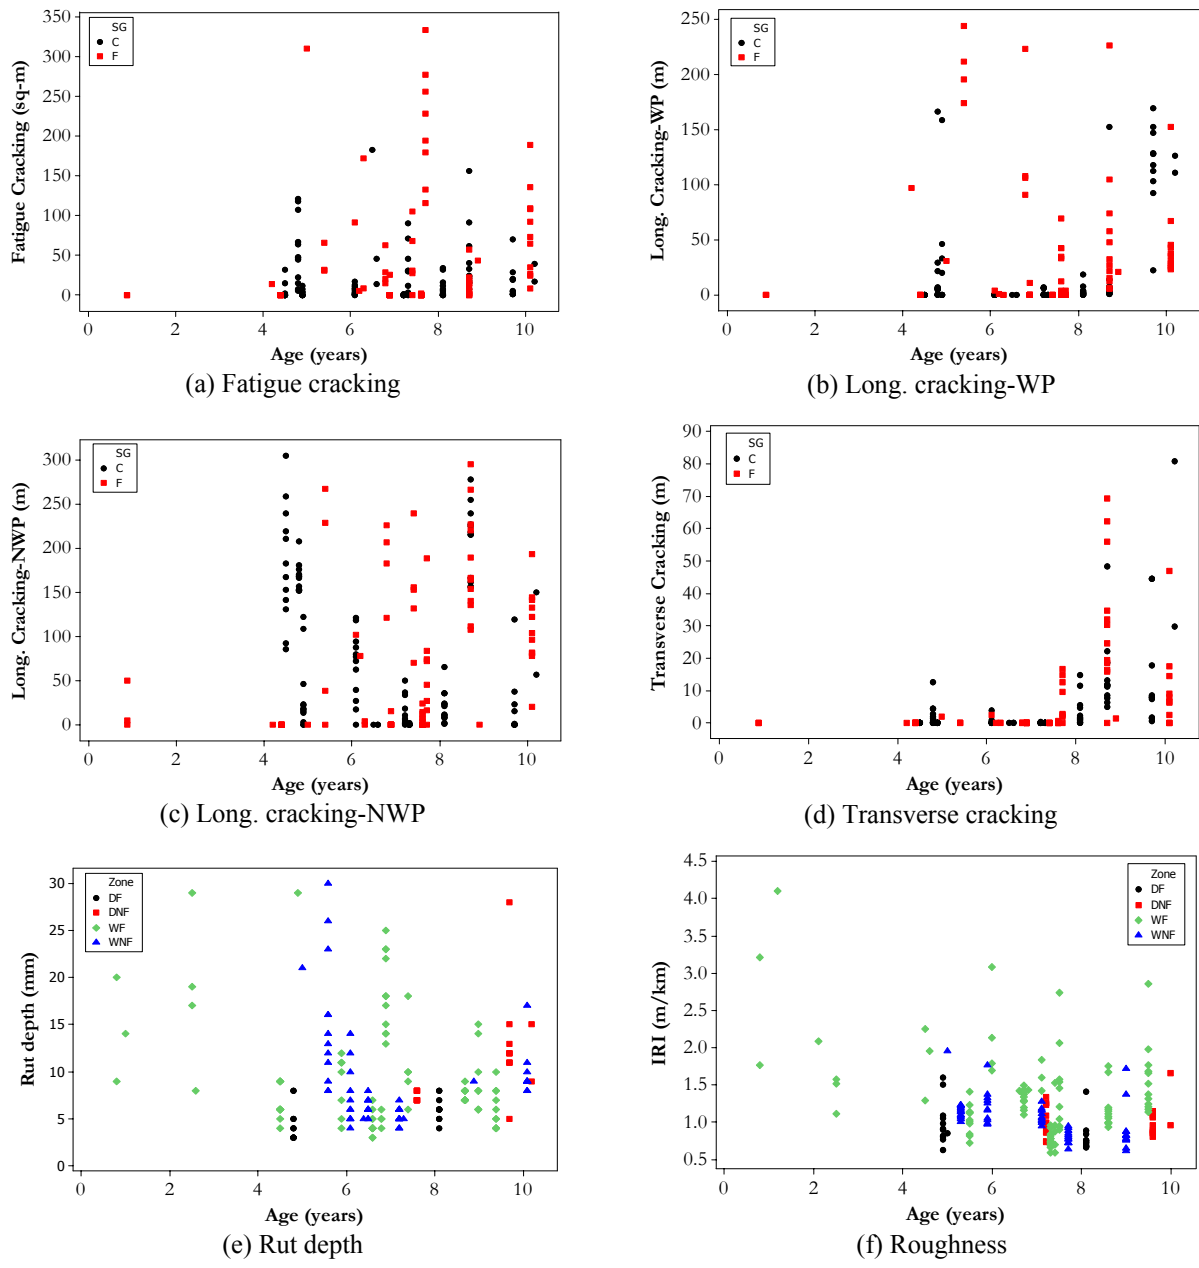 SG
C
F
350
300
250
200
150
100
50
0
Fatigue Cracking (sq-m)
0 2 4 6 8 10
Age (years)
(a) Fatigue cracking
SG
C
F
250
200
150
100
50
0
Long. Cracking-WP (m)
0 2 4 6 8 10
Age (years)
(b) Long. cracking-WP
SG
C
F
300
250
200
150
100
50
0
Long. Cracking-NWP (m)
0 2 4 6 8 10
Age (years)
(c) Long. cracking-NWP
SG
C
F
90
80
70
60
50
40
30
20
10
0
Transverse Cracking (m)
0 2 4 6 8 10
Age (years)
(d) Transverse cracking
Zone
DF
DNF
WF
WNF
30
25
20
15
10
5
0
Rut depth (mm)
0 2 4 6 8 10
Age (years)
(e) Rut depth
Zone
DF
DNF
WF
WNF
4.5
4.0
3.5
3.0
2.5
2.0
1.5
1.0
0.5
IRI (m/km)
0 2 4 6 8 10
Age (years)
(f) Roughness